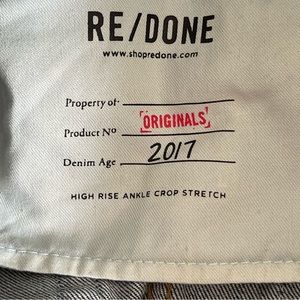 RE/DONE
www.shopredone.com
Property of
Product Nº [ORIGINALS]
Denim Age 2017
HIGH RISE ANKLE CROP STRETCH